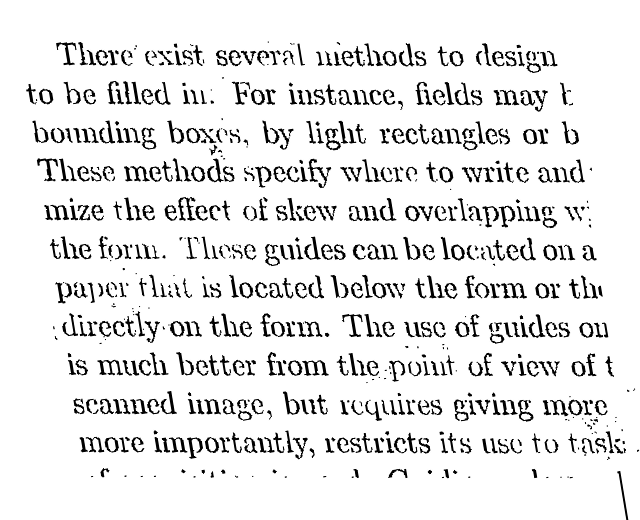 There exist several methods to design
to be filled in. For instance, fields may
bounding boxes, by light rectangles or
These methods specify where to write and
mize the effect of skew and overlapping
the form. These guides can be located on a
paper that is located below the form or
directly on the form. The use of guides on
is much better from the point of view of
scanned image, but requires giving more
more importantly, restricts its use to